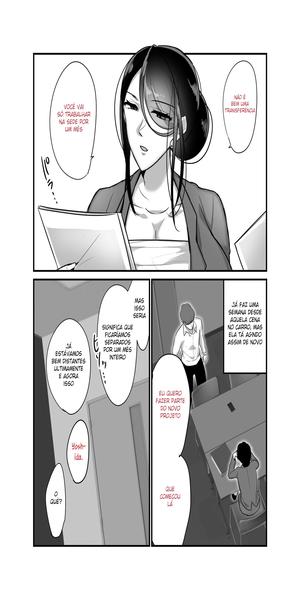 NÃO É
BEM UMA
TRANSFERÊNCIA
VOCÊ VAI
SÓ TRABALHAR
NA SEDE POR
UM MÊS
JÁ FAZ UMA
SEMANA DESDE
AQUELA CENA
NO CARRO, MAS
ELA TÁ AGINDO
ASSIM DE NOVO
EU QUERO
FAZER PARTE
DO NOVO
PROJETO
QUE
COMEÇOU
LÁ
MAS
ISSO
SERIA
SIGNIFICA QUE
FICARÍAMOS
SEPARADOS
POR UM MÊS
INTEIRO
JÁ
ESTÁVAMOS
BEM DISTANTES
ULTIMAMENTE
E AGORA
ISSO
Yoshi-
da.
O
QUE?